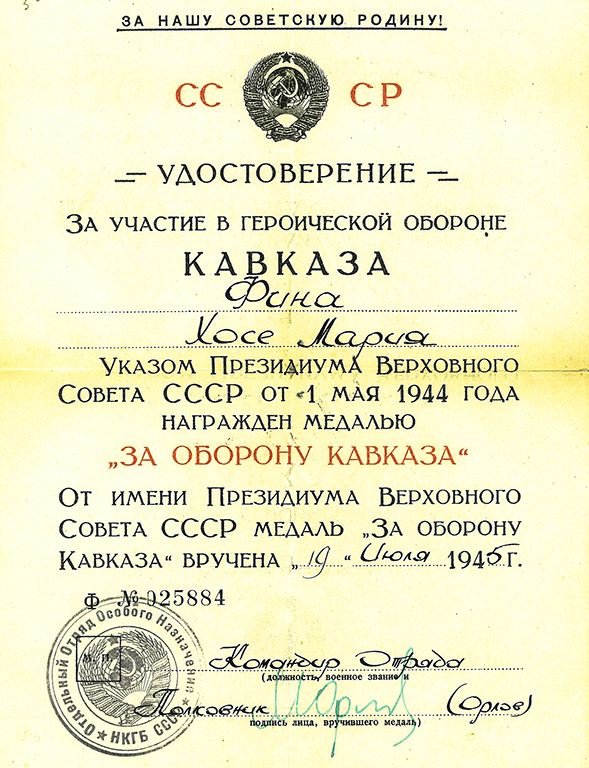 ЗА НАШУ СОВЕТСКУЮ РОДИНУ!
СС СР
УДОСТОВЕРЕНИЕ
ЗА УЧАСТИЕ В ГЕРОИЧЕСКОЙ ОБОРОНЕ
КАВКАЗА
Фина
Хосе Мария
УКАЗОМ ПРЕЗИДИУМА ВЕРХОВНОГО
СОВЕТА СССР ОТ 1 МАЯ 1944 ГОДА
НАГРАЖДЕН МЕДАЛЬЮ
„ЗА ОБОРОНУ КАВКАЗА“
ОТ ИМЕНИ ПРЕЗИДИУМА ВЕРХОВНОГО
СОВЕТА СССР МЕДАЛЬ „ЗА ОБОРОНУ
КАВКАЗА“ ВРУЧЕНА „19“ Июля 1945 Г.
Ф №025884
Отдельный Отряд Особого Назначения
НКГБ СССР
М. П.
Командир Отряда
(должность, военное звание и
Полковник (Орлов)
подпись лица, вручившего медаль)